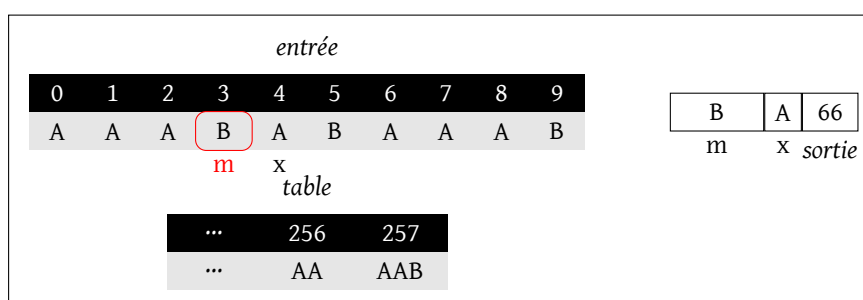 entrée
0 1 2 3 4 5 6 7 8 9
A A A B A B A A A B
m x
B A 66
m x sortie
table
... 256 257
... AA AAB